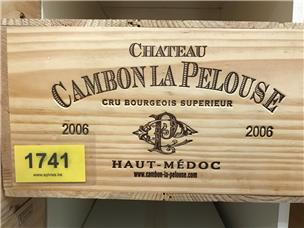 CHATEAU
CAMBON LA PELOUSE
CRU BOURGEOIS SUPERIEUR
2006 2006
HAUT-MÉDOC
www.cambon-la-pelouse.com
1741